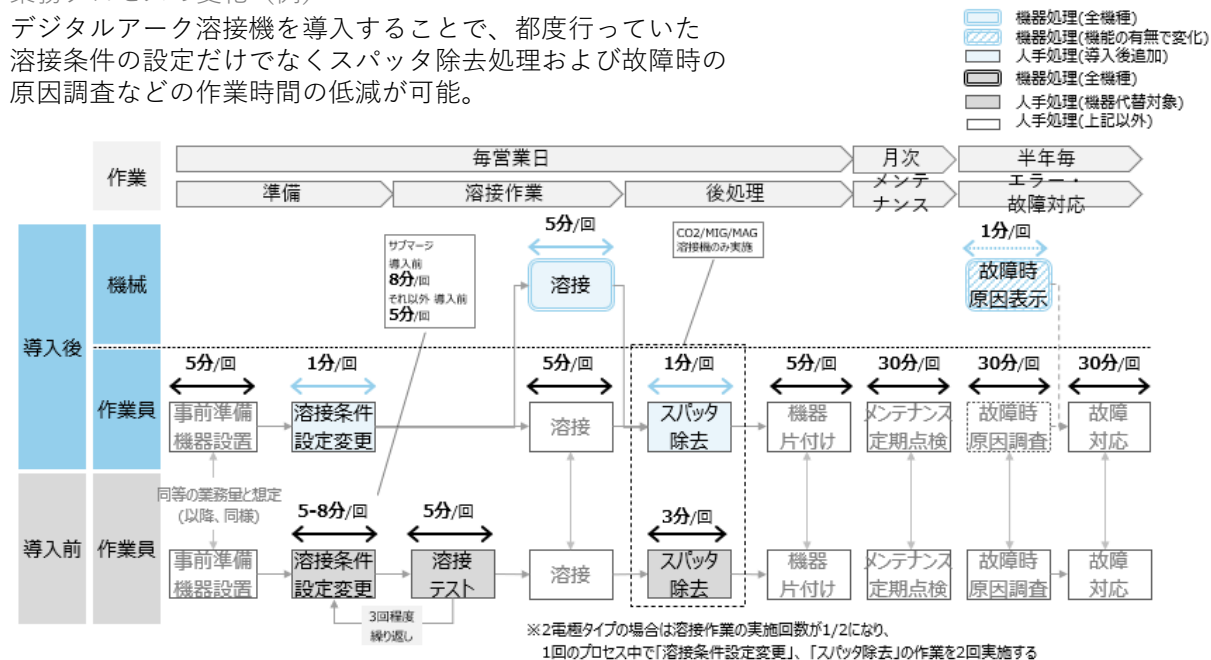 デジタルアーク溶接機を導入することで、都度行っていた
溶接条件の設定だけでなくスパッタ除去処理および故障時の
原因調査などの作業時間の低減が可能。
機器処理(全機種)
機器処理(機能の有無で変化)
人手処理(導入後追加)
機器処理(全機種)
人手処理(機器代替対象)
人手処理(上記以外)
作業
毎営業日
月次
半年毎
準備
溶接作業
後処理
メンテ
ナンス
エラー・
故障対応
導入後
機械
サブマージ
導入前
8分/回
それ以外 導入前
5分/回
5分/回
溶接
CO2/MIG/MAG
溶接機のみ実施
1分/回
故障時
原因表示
作業員
5分/回
事前準備
機器設置
1分/回
溶接条件
設定変更
5分/回
溶接
1分/回
スパッタ
除去
5分/回
機器
片付け
30分/回
メンテナンス
定期点検
30分/回
故障時
原因調査
30分/回
故障
対応
同等の業務量と想定
(以降、同様)
導入前
作業員
事前準備
機器設置
5-8分/回
溶接条件
設定変更
5分/回
溶接
テスト
3回程度
繰り返し
溶接
3分/回
スパッタ
除去
機器
片付け
メンテナンス
定期点検
故障時
原因調査
故障
対応
※2電極タイプの場合は溶接作業の実施回数が1/2になり、
1回のプロセス中で「溶接条件設定変更」、「スパッタ除去」の作業を2回実施する